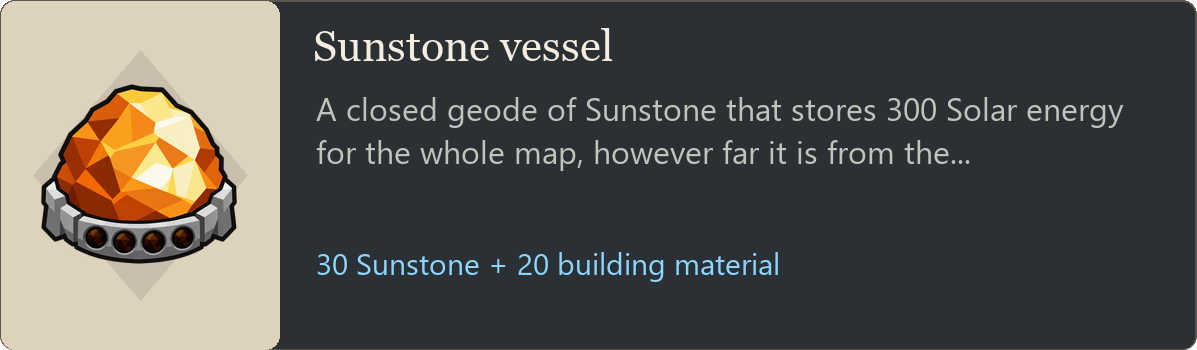 Sunstone vessel
A closed geode of Sunstone that stores 300 Solar energy
for the whole map, however far it is from the...
30 Sunstone + 20 building material